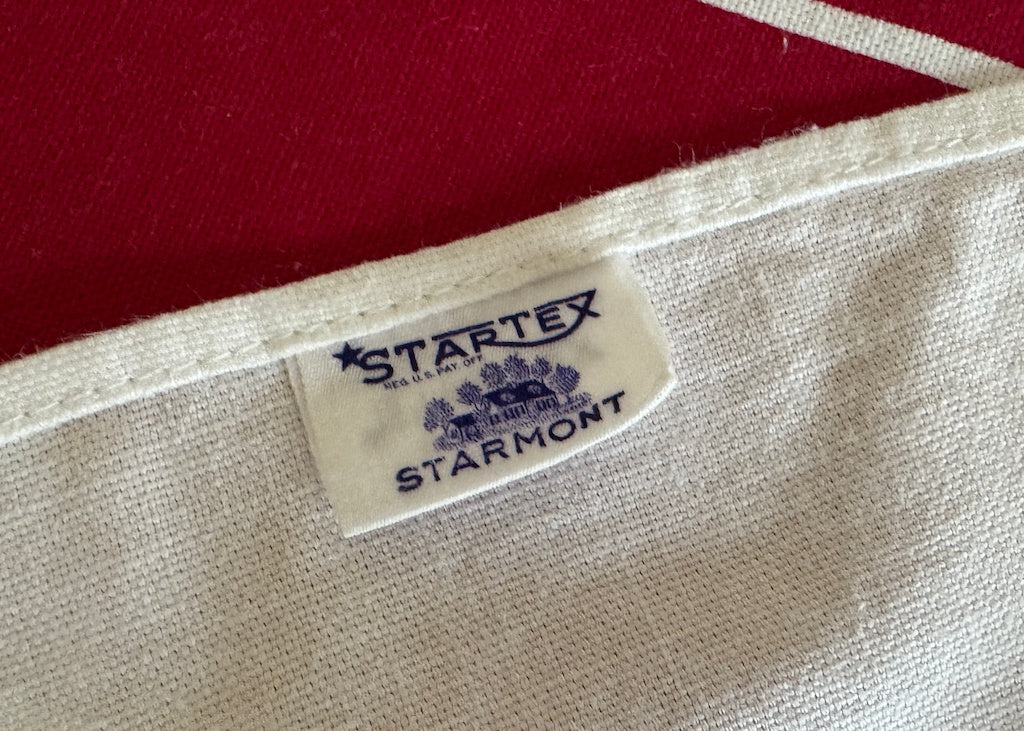 STARTEX
REG. U.S. PAT. OFF.
STARMONT